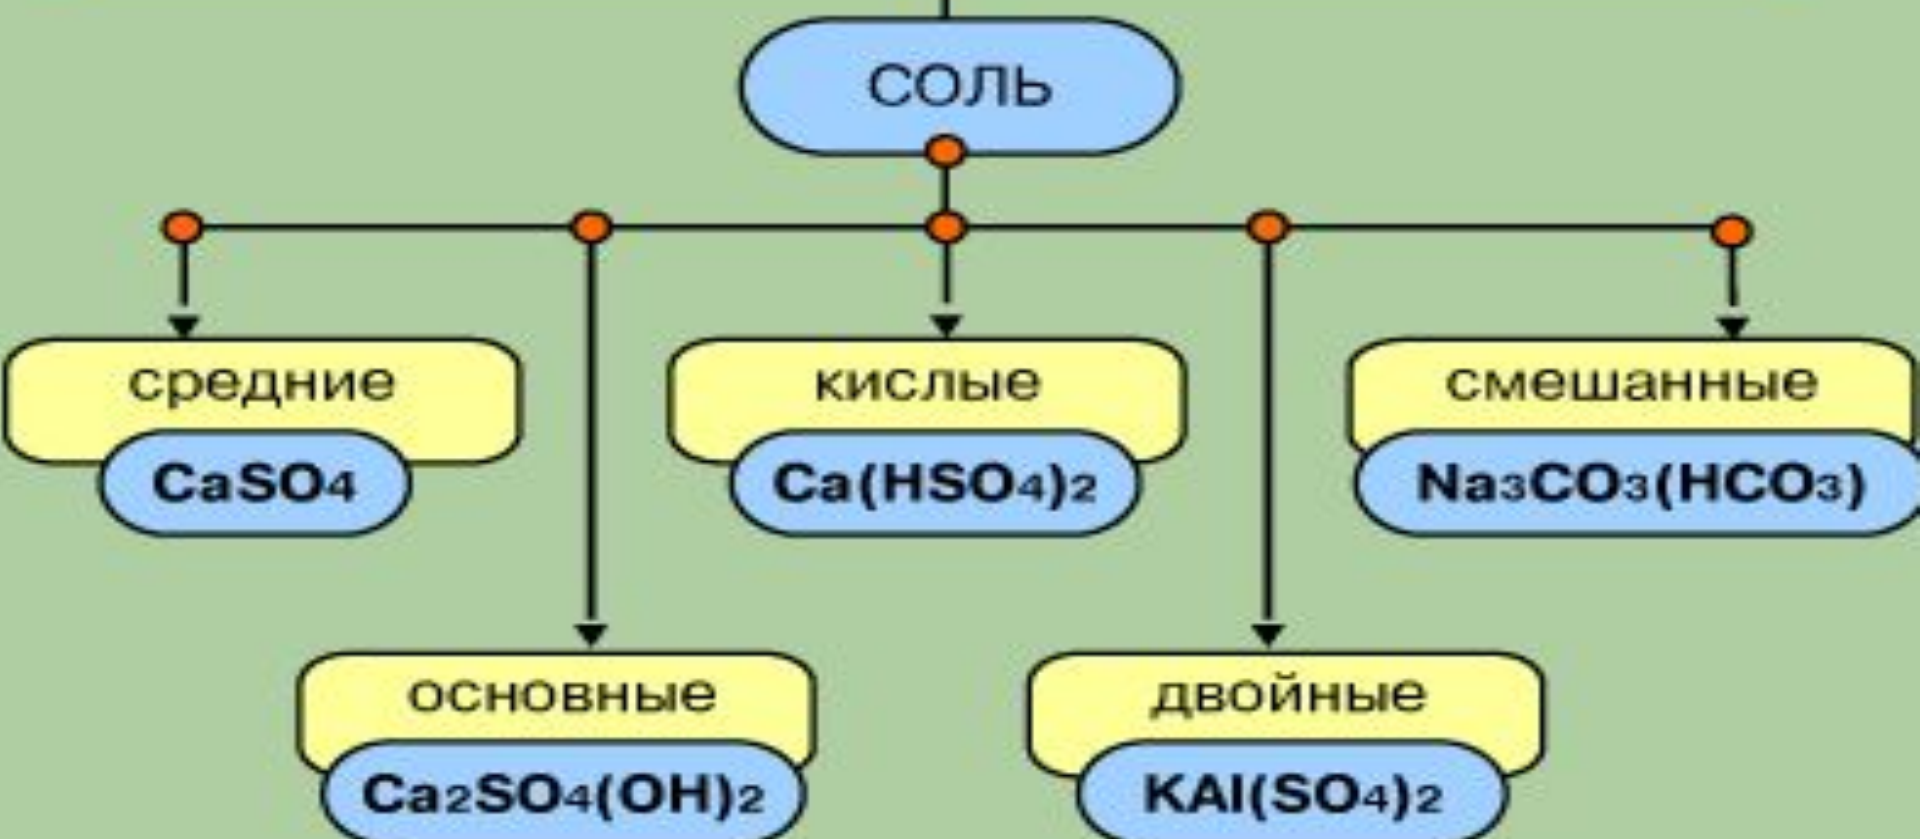 СОЛЬ
средние
CaSO4
кислые
Ca(HSO4)2
смешанные
Na3CO3(HCO3)
основные
Ca2SO4(OH)2
двойные
KAl(SO4)2